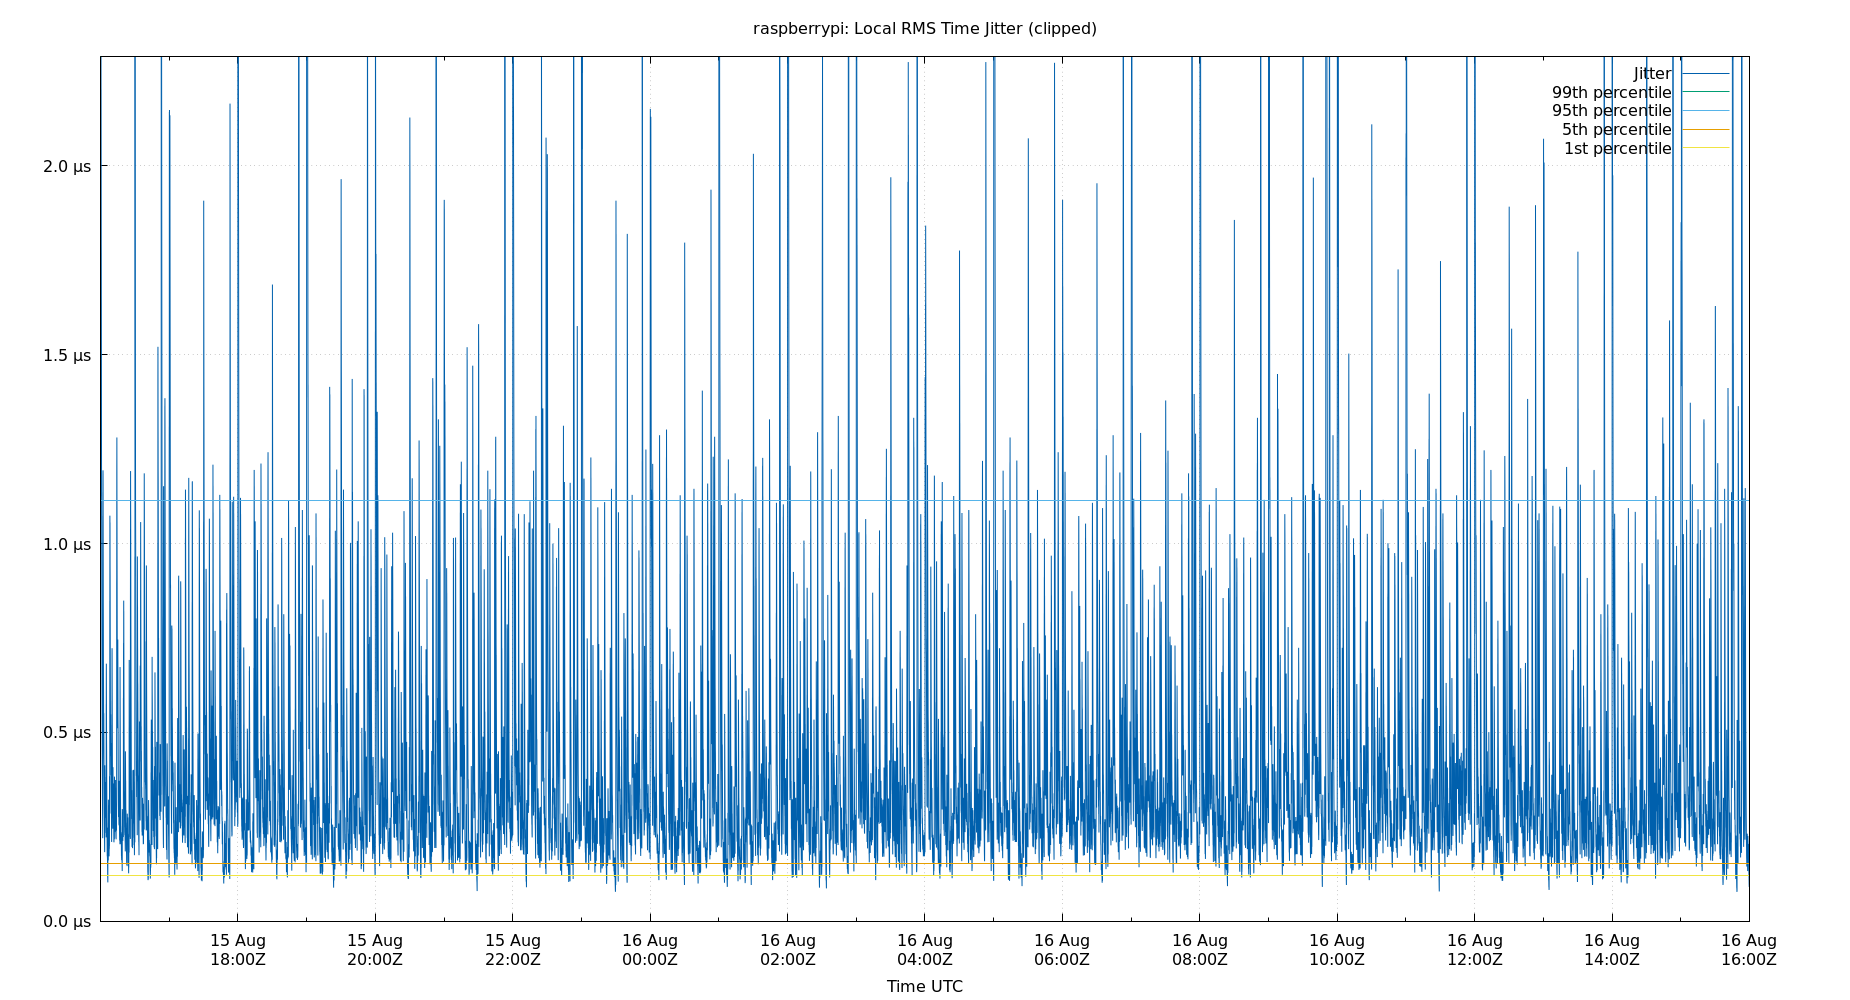 raspberrypi: Local RMS Time Jitter (clipped)
Jitter
99th percentile
95th percentile
5th percentile
1st percentile
2.0 µs
1.5 µs
1.0 µs
0.5 µs
0.0 µs
15 Aug 15 Aug 15 Aug 16 Aug 16 Aug 16 Aug 16 Aug 16 Aug 16 Aug 16 Aug 16 Aug 16 Aug
18:00Z 20:00Z 22:00Z 00:00Z 02:00Z 04:00Z 06:00Z 08:00Z 10:00Z 12:00Z 14:00Z 16:00Z
Time UTC